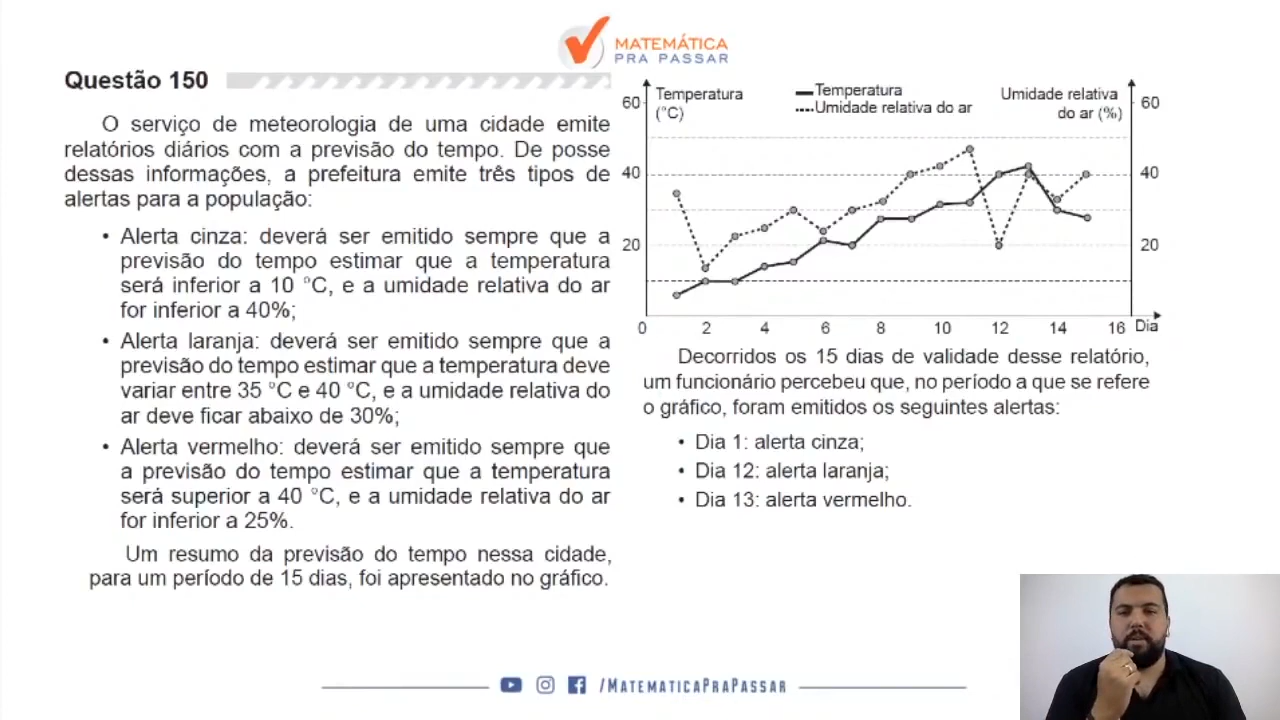 MATEMÁTICA
PRA PASSAR
Questão 150
O serviço de meteorologia de uma cidade emite
relatórios diários com a previsão do tempo. De posse
dessas informações, a prefeitura emite três tipos de
alertas para a população:
• Alerta cinza: deverá ser emitido sempre que a
previsão do tempo estimar que a temperatura
será inferior a 10 °C, e a umidade relativa do ar
for inferior a 40%;
• Alerta laranja: deverá ser emitido sempre que a
previsão do tempo estimar que a temperatura deve
variar entre 35 °C e 40 °C, e a umidade relativa do
ar deve ficar abaixo de 30%;
• Alerta vermelho: deverá ser emitido sempre que
a previsão do tempo estimar que a temperatura
será superior a 40 °C, e a umidade relativa do ar
for inferior a 25%.
Um resumo da previsão do tempo nessa cidade,
para um período de 15 dias, foi apresentado no gráfico.
Temperatura
(°C)
Temperatura
Umidade relativa do ar
Umidade relativa
do ar (%)
60
40
20
60
40
20
0 2 4 6 8 10 12 14 16 Dia
Decorridos os 15 dias de validade desse relatório,
um funcionário percebeu que, no período a que se refere
o gráfico, foram emitidos os seguintes alertas:
• Dia 1: alerta cinza;
• Dia 12: alerta laranja;
• Dia 13: alerta vermelho.
/MATEMATICAPRAPASSAR